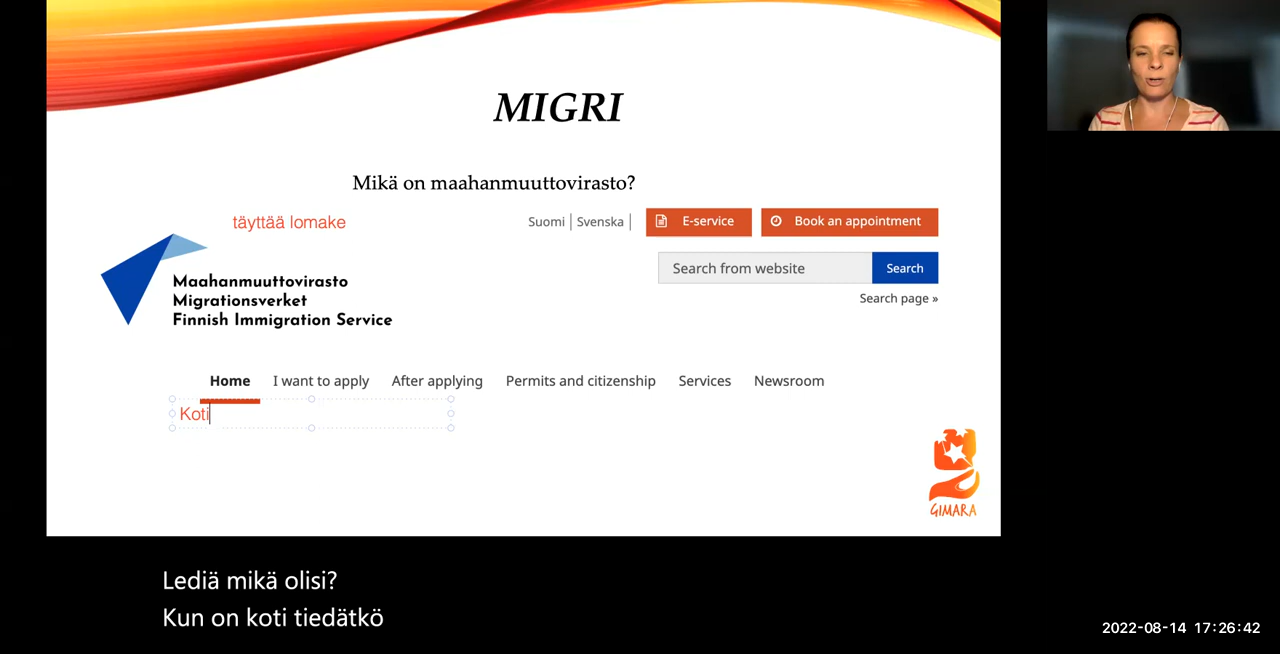 MIGRI
Mikä on maahanmuuttovirasto?
täyttää lomake
Suomi | Svenska |
E-service
Book an appointment
Maahanmuuttovirasto
Migrationsverket
Finnish Immigration Service
Search from website
Search
Search page »
Home I want to apply After applying Permits and citizenship Services Newsroom
Koti
GIMARA
Lediä mikä olisi?
Kun on koti tiedätkö
2022-08-14 17:26:42